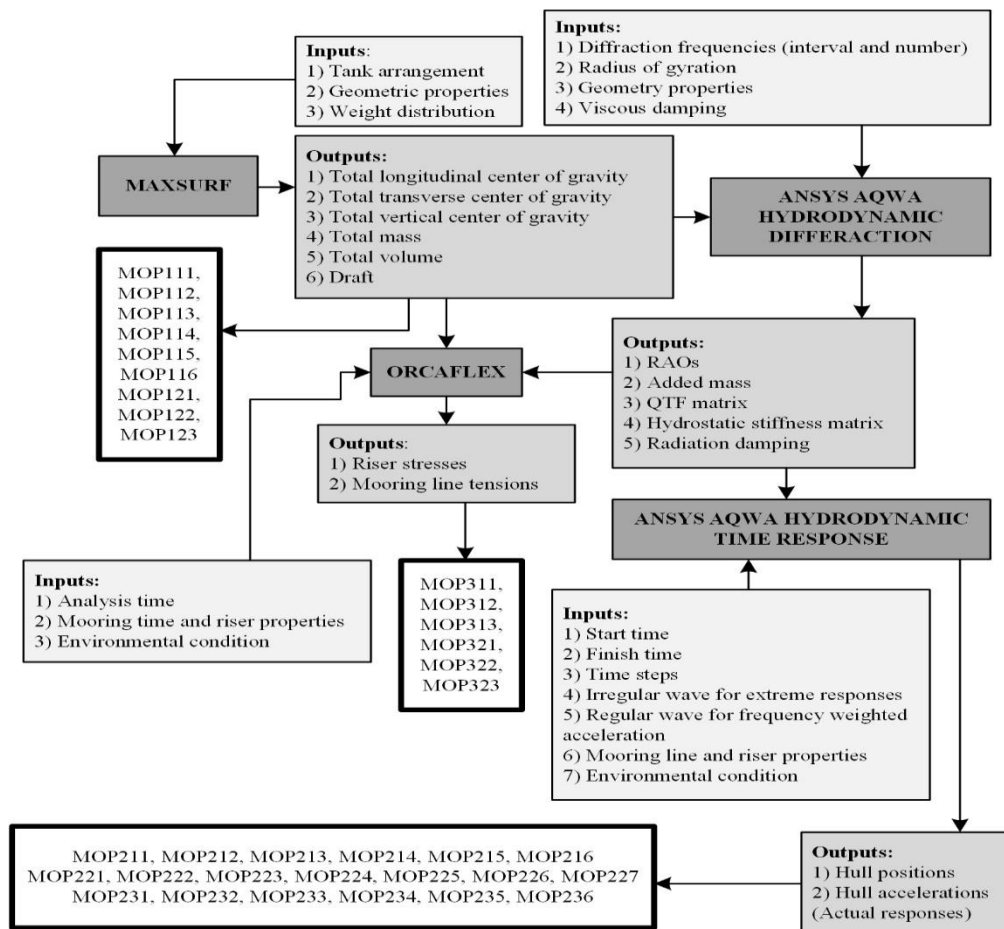 Inputs:
1) Tank arrangement
2) Geometric properties
3) Weight distribution
Inputs:
1) Diffraction frequencies (interval and number)
2) Radius of gyration
3) Geometry properties
4) Viscous damping
MAXSURF
Outputs:
1) Total longitudinal center of gravity
2) Total transverse center of gravity
3) Total vertical center of gravity
4) Total mass
5) Total volume
6) Draft
ANSYS AQWA
HYDRODYNAMIC
DIFFERACTION
MOP111,
MOP112,
MOP113,
MOP114,
MOP115,
MOP116
MOP121,
MOP122,
MOP123
ORCAFLEX
Outputs:
1) RAOs
2) Added mass
3) QTF matrix
4) Hydrostatic stiffness matrix
5) Radiation damping
Outputs:
1) Riser stresses
2) Mooring line tensions
ANSYS AQWA HYDRODYNAMIC
TIME RESPONSE
Inputs:
1) Analysis time
2) Mooring time and riser properties
3) Environmental condition
MOP311,
MOP312,
MOP313,
MOP321,
MOP322,
MOP323
Inputs:
1) Start time
2) Finish time
3) Time steps
4) Irregular wave for extreme responses
5) Regular wave for frequency weighted
acceleration
6) Mooring line and riser properties
7) Environmental condition
MOP211, MOP212, MOP213, MOP214, MOP215, MOP216
MOP221, MOP222, MOP223, MOP224, MOP225, MOP226, MOP227
MOP231, MOP232, MOP233, MOP234, MOP235, MOP236
Outputs:
1) Hull positions
2) Hull accelerations
(Actual responses)